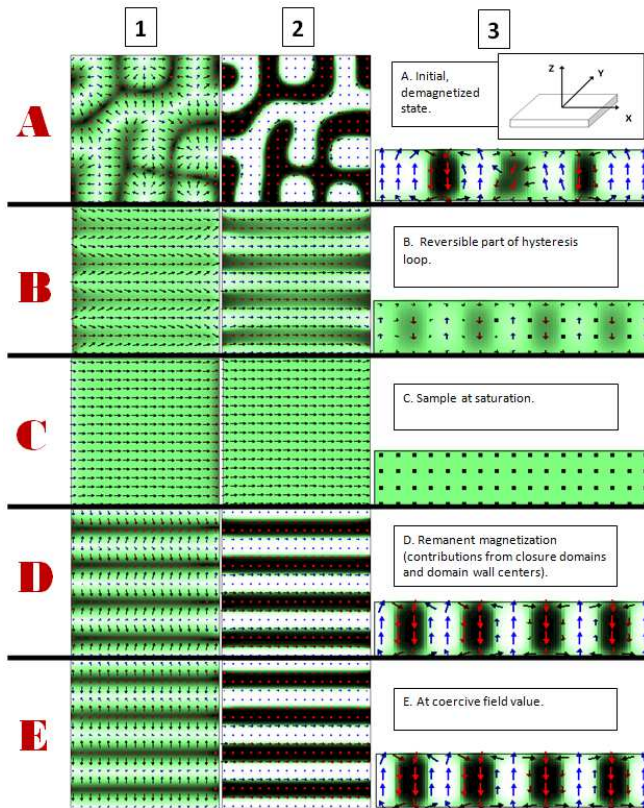 1
2
3
A
A. Initial,
demagnetized
state.
Z
Y
X
B
B. Reversible part of hysteresis
loop.
C
C. Sample at saturation.
D
D. Remanent magnetization
(contributions from closure domains
and domain wall centers).
E
E. At coercive field value.